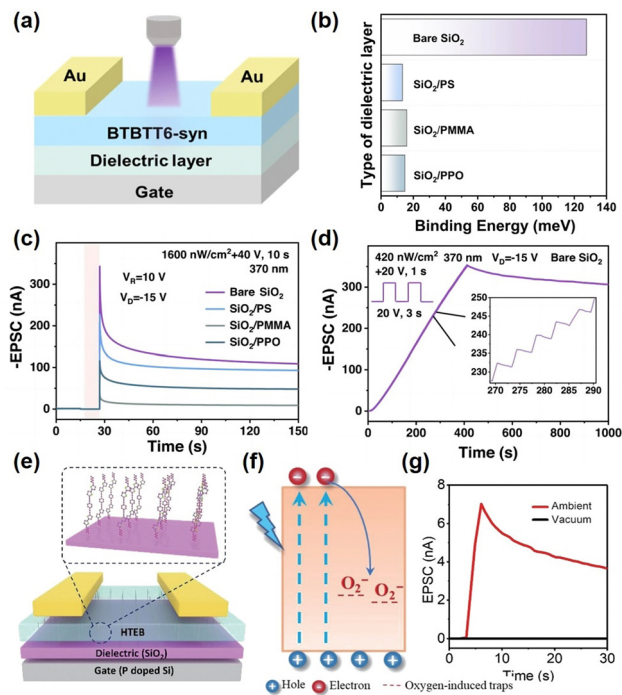 (a)
Au
Au
BTBTT6-syn
Dielectric layer
Gate
(b)
Type of dielectric layer
Bare SiO₂
SiO₂/PS
SiO₂/PMMA
SiO₂/PPO
0 20 40 60 80 100 120 140
Binding Energy (meV)
(c)
-EPSC (nA)
300
200
100
0
1600 nW/cm²+40 V, 10 s
370 nm
V_R=10 V
V_D=-15 V
Bare SiO₂
SiO₂/PS
SiO₂/PMMA
SiO₂/PPO
0 30 60 90 120 150
Time (s)
(d)
-EPSC (nA)
400
300
200
100
0
420 nW/cm² 370 nm V_D=-15 V Bare SiO₂
+20 V, 1 s
20 V, 3 s
250
245
240
235
230
270 275 280 285 290
0 200 400 600 800 1000
Time (s)
(e)
HTEB
Dielectric (SiO₂)
Gate (P doped Si)
(f)
O₂⁻
O₂⁻
Hole Electron Oxygen-induced traps
(g)
EPSC (nA)
8
6
4
2
0
Ambient
Vacuum
0 10 20 30
Time (s)